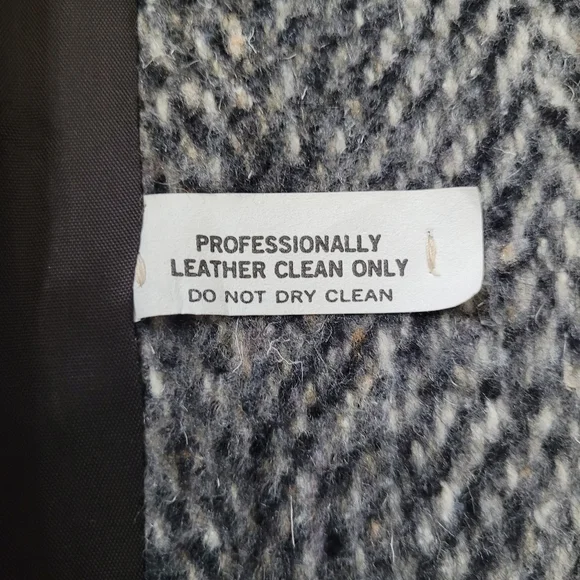 PROFESSIONALLY
LEATHER CLEAN ONLY
DO NOT DRY CLEAN